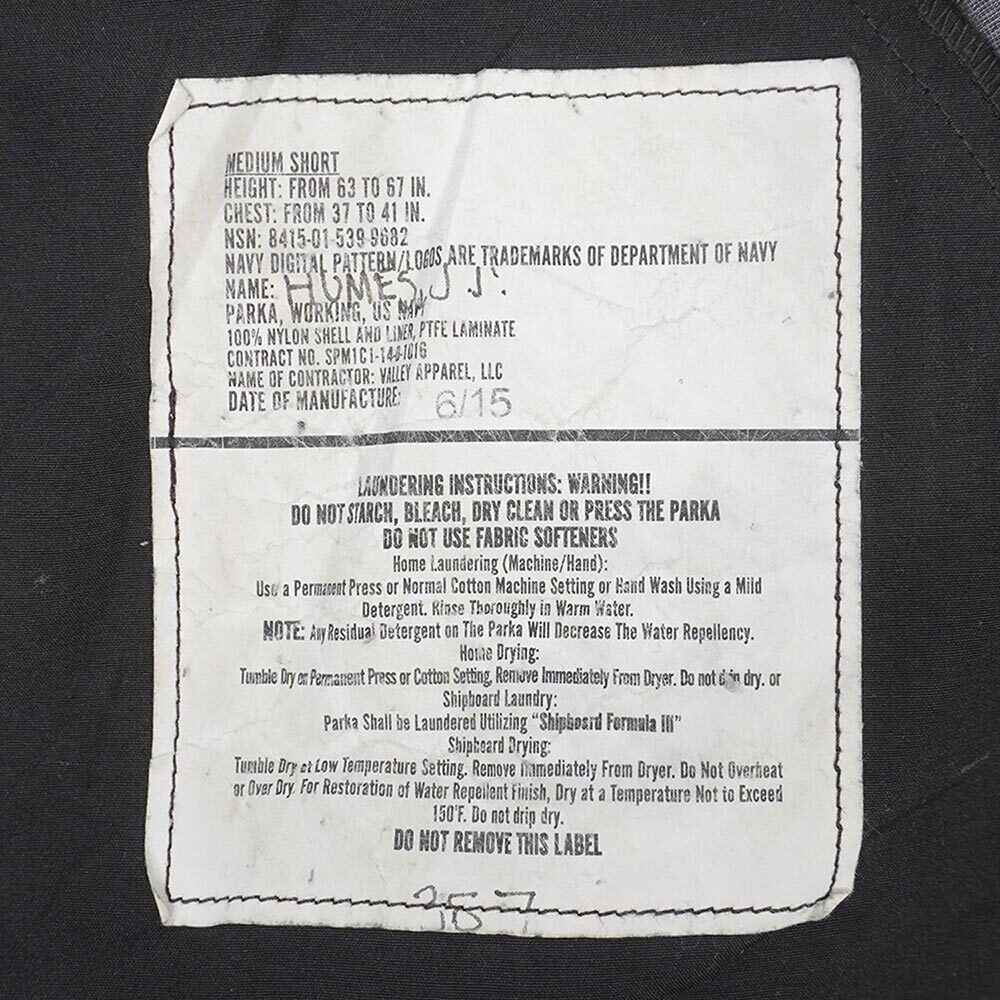 MEDIUM SHORT
HEIGHT: FROM 63 TO 67 IN.
CHEST: FROM 37 TO 41 IN.
NSN: 8415-01-539-9682
NAVY DIGITAL PATTERN/LOGOS ARE TRADEMARKS OF DEPARTMENT OF NAVY
NAME: HUMES, J.J.
PARKA, WORKING, US NAVY
100% NYLON SHELL AND LINER, PTFE LAMINATE
CONTRACT NO.
NAME OF CONTRACTOR: VALLEY APPAREL, LLC
DATE OF MANUFACTURE: 6/15
LAUNDERING INSTRUCTIONS: WARNING!!
DO NOT STARCH, BLEACH, DRY CLEAN OR PRESS THE PARKA
DO NOT USE FABRIC SOFTENERS
Home Laundering (Machine/Hand):
Use a Permanent Press or Normal Cotton Machine Setting or Hand Wash Using a Mild
Detergent. Rinse Thoroughly in Warm Water.
NOTE: Any Residual Detergent on The Parka Will Decrease The Water Repellency.
Home Drying:
Tumble Dry on Permanent Press or Cotton Setting, Remove Immediately From Dryer. Do not drip dry. or
Shipboard Laundry:
Parka Shall be Laundered Utilizing "Shipboard Formula III"
Shipboard Drying:
Tumble Dry at Low Temperature Setting. Remove Immediately From Dryer. Do Not Overheat
or Over Dry. For Restoration of Water Repellent Finish, Dry at a Temperature Not to Exceed
150°F. Do not drip dry.
DO NOT REMOVE THIS LABEL